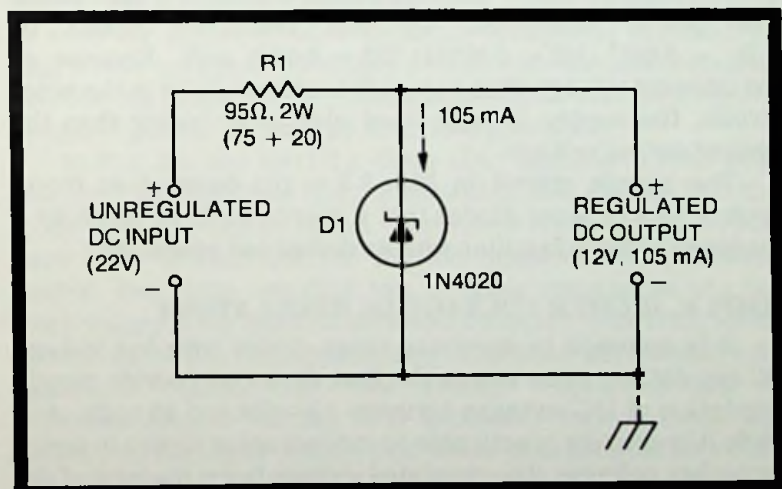 R1
95Ω, 2W
(75 + 20)
105 mA
+
+
UNREGULATED
DC INPUT
(22V)
D1
REGULATED
DC OUTPUT
(12V, 105 mA)
−
1N4020
−